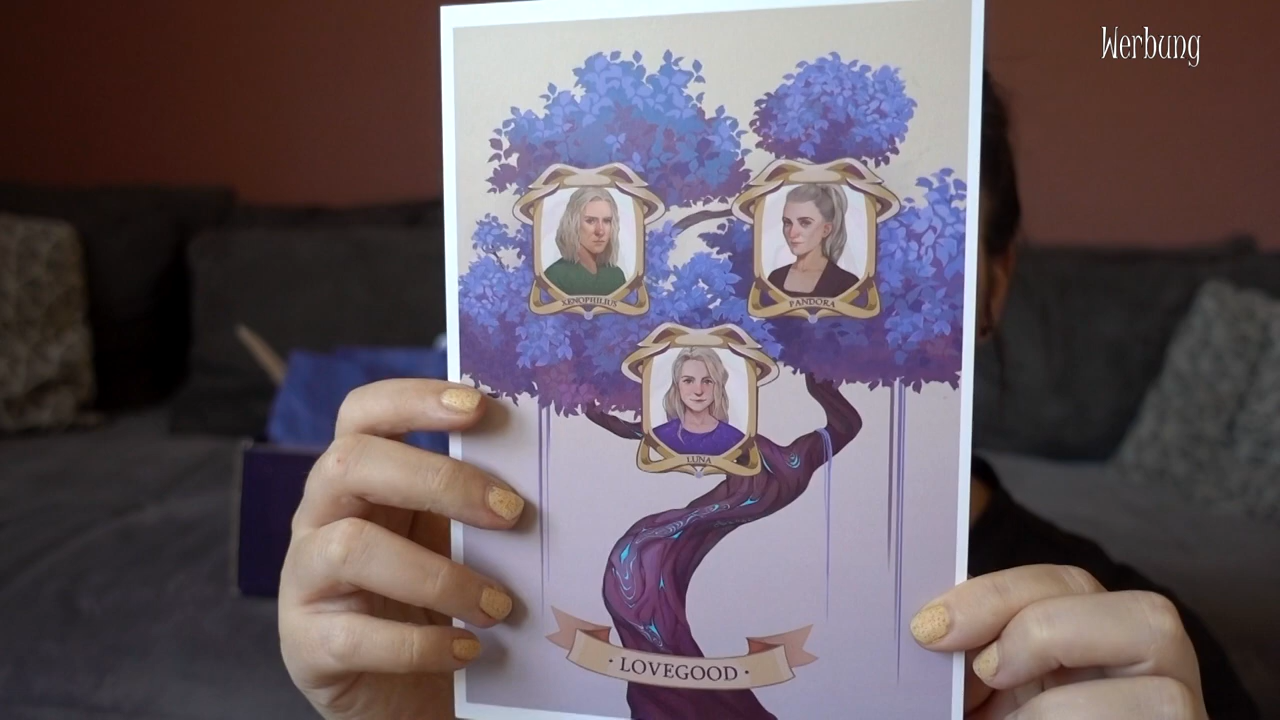 Werbung
XENOPHILIUS
PANDORA
LUNA
· LOVEGOOD ·